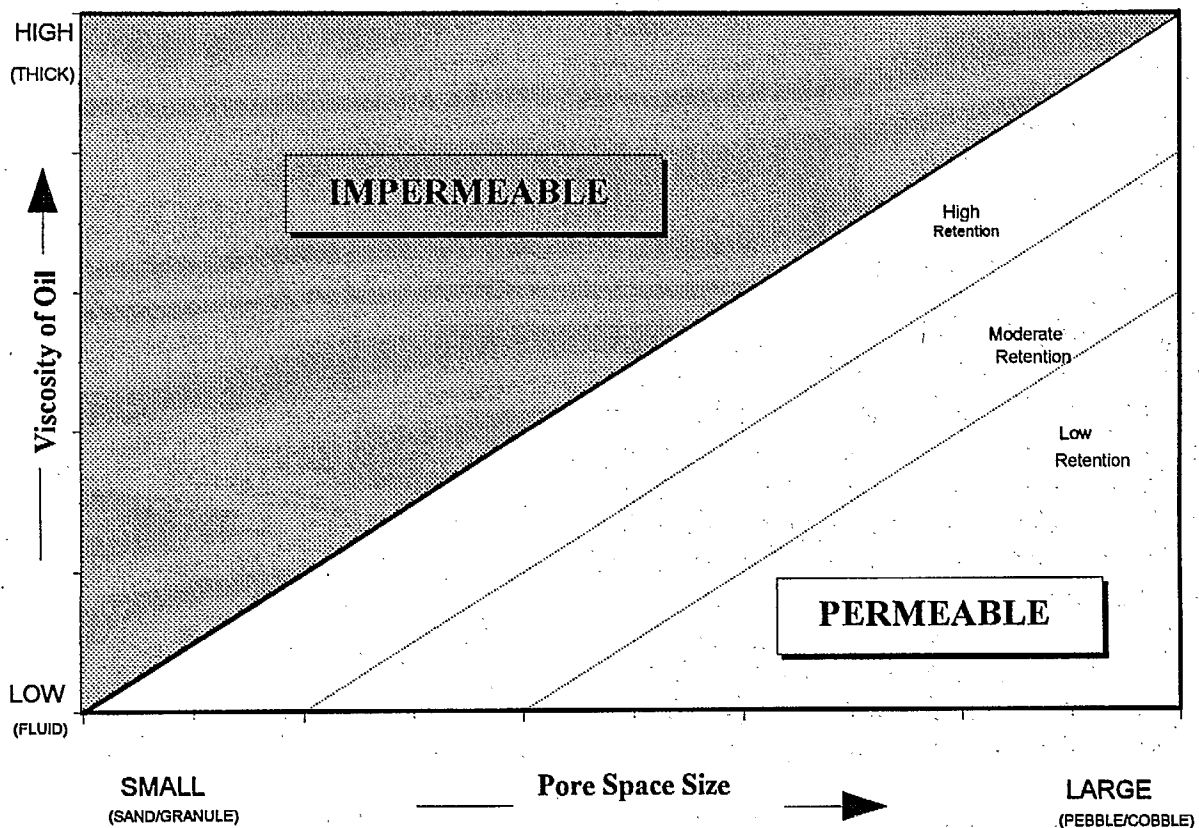 HIGH
(THICK)
IMPERMEABLE
High
Retention
Viscosity of Oil
Moderate
Retention
Low
Retention
PERMEABLE
LOW
(FLUID)
SMALL
(SAND/GRANULE)
Pore Space Size
LARGE
(PEBBLE/COBBLE)